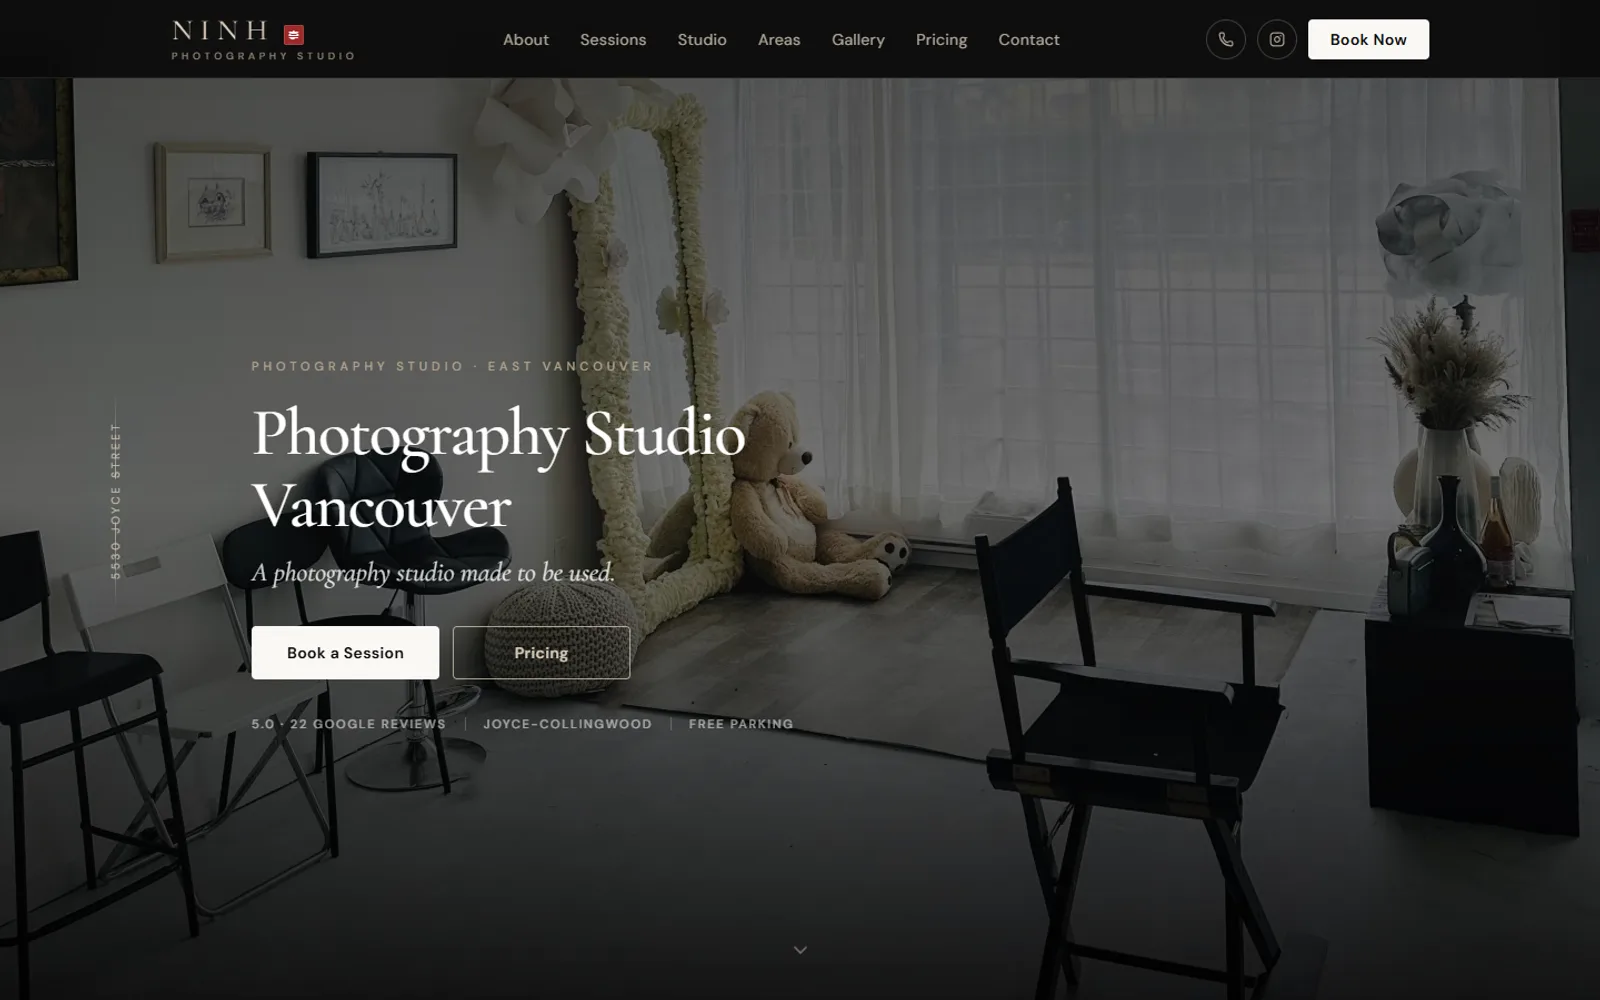 NINH
PHOTOGRAPHY STUDIO
About Sessions Studio Areas Gallery Pricing Contact
Book Now
PHOTOGRAPHY STUDIO · EAST VANCOUVER
Photography Studio
Vancouver
A photography studio made to be used.
Book a Session
Pricing
5.0 · 22 GOOGLE REVIEWS
JOYCE-COLLINGWOOD
FREE PARKING
5530 JOYCE STREET